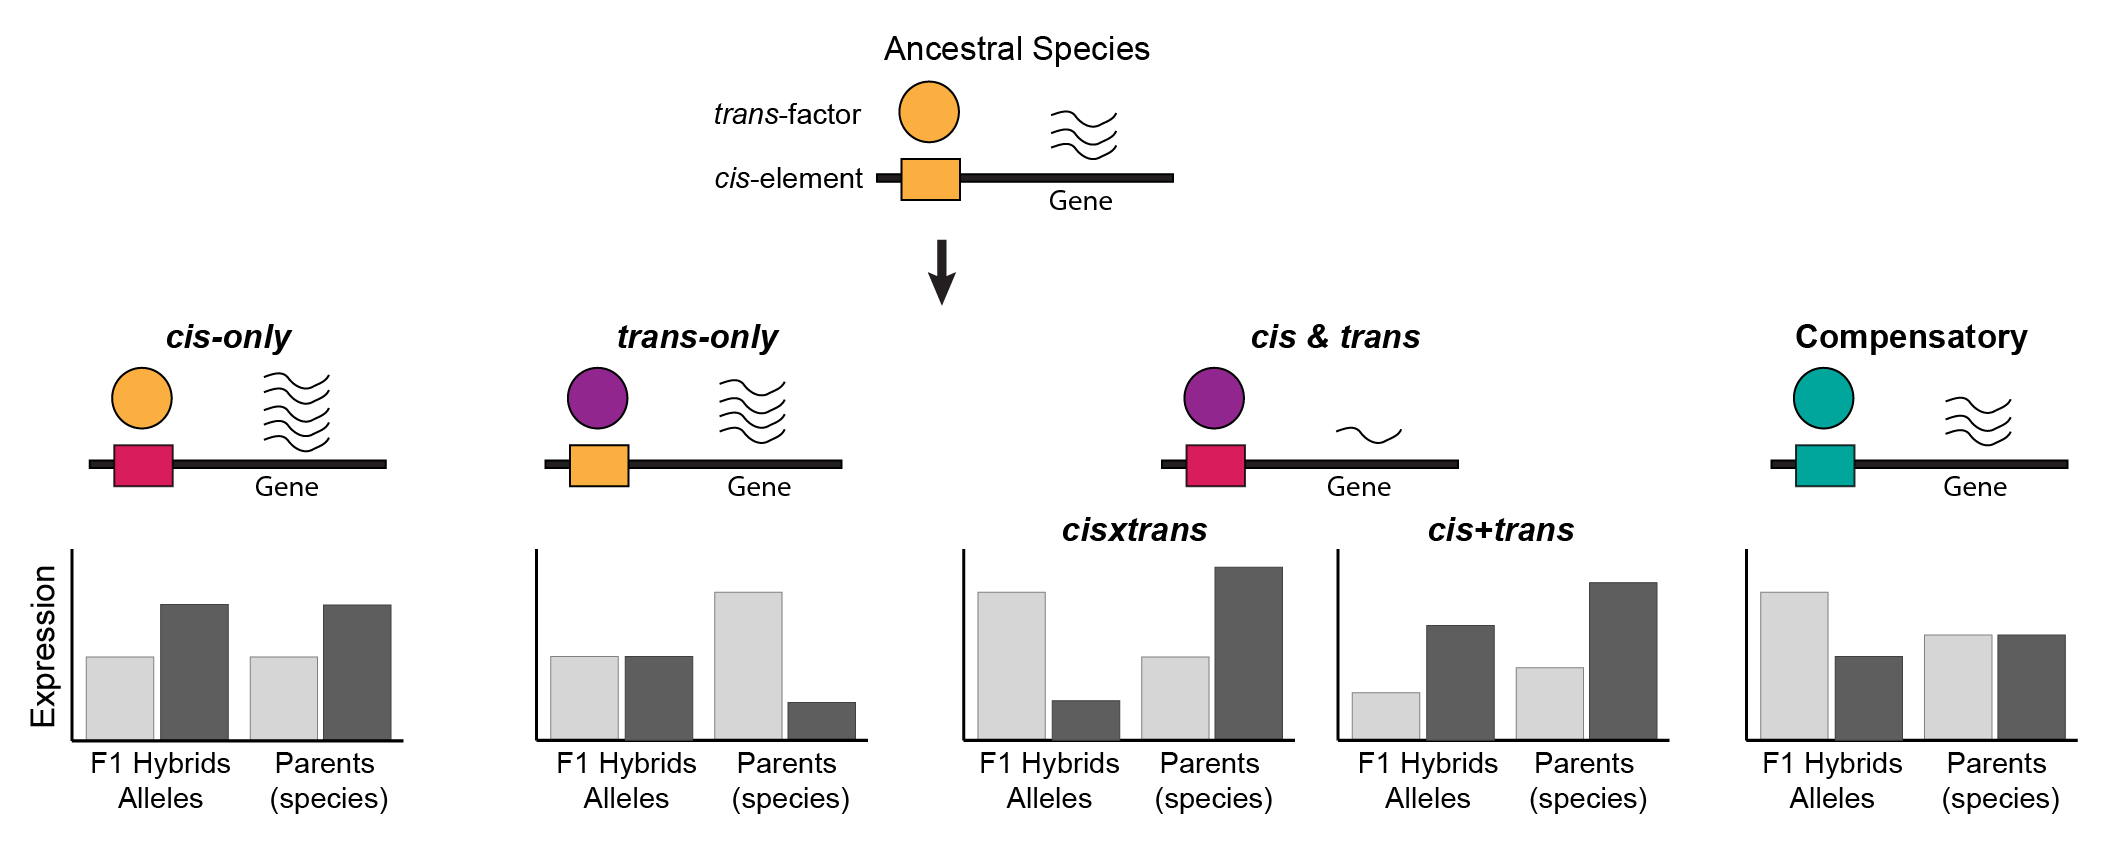 Ancestral Species
trans-factor
cis-element
Gene
cis-only
trans-only
cis & trans
Compensatory
Gene
Gene
Gene
Gene
cisxtrans
cis+trans
Expression
F1 Hybrids
Alleles
Parents
(species)
F1 Hybrids
Alleles
Parents
(species)
F1 Hybrids
Alleles
Parents
(species)
F1 Hybrids
Alleles
Parents
(species)
F1 Hybrids
Alleles
Parents
(species)